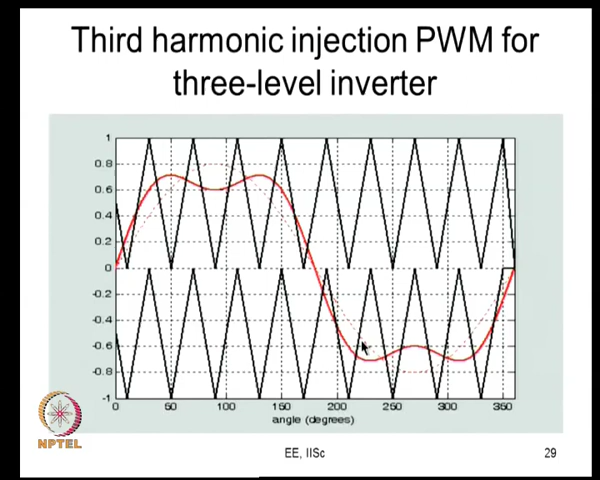 Third harmonic injection PWM for
three-level inverter
1
0.8
0.6
0.4
0.2
0
-0.2
-0.4
-0.6
-0.8
-1
0 50 100 150 200 250 300 350
angle (degrees)
NPTEL
EE, IISc
29